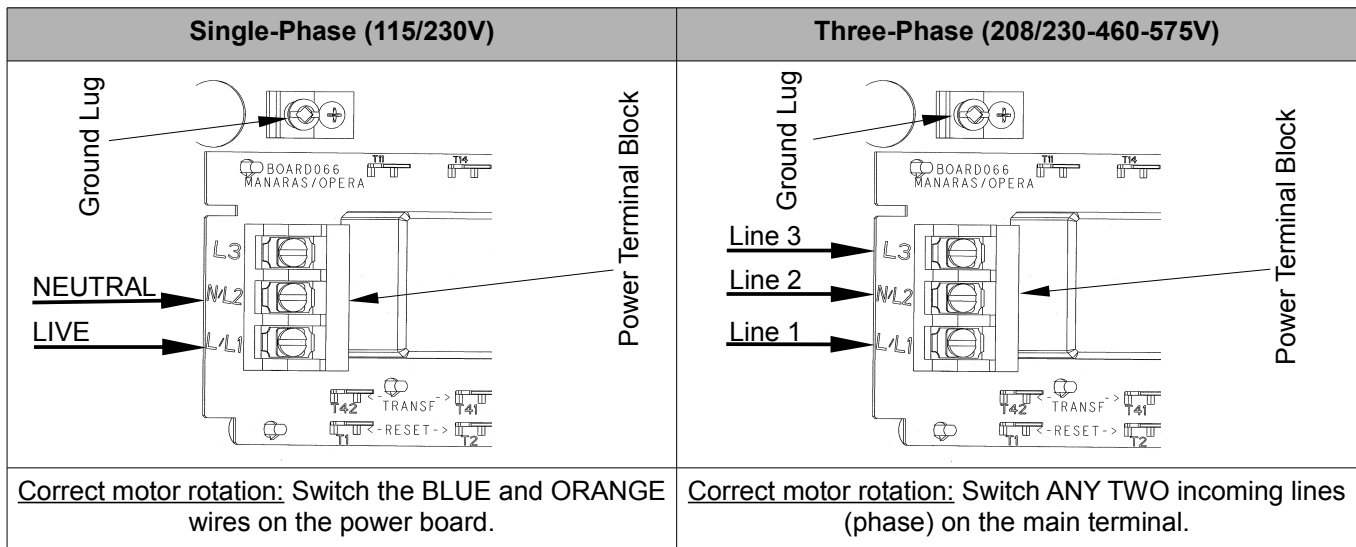 Single-Phase (115/230V)
Three-Phase (208/230-460-575V)
Ground Lug
Power Terminal Block
T11
T14
BOARD066
MANARAS/OPERA
L3
NEUTRAL
N/L2
LIVE
L/L1
T42
<-TRANSF->
T41
T1
<-RESET->
T2
Ground Lug
Power Terminal Block
T11
T14
BOARD066
MANARAS/OPERA
Line 3
L3
Line 2
N/L2
Line 1
L/L1
T42
<-TRANSF->
T41
T1
<-RESET->
T2
Correct motor rotation: Switch the BLUE and ORANGE
wires on the power board.
Correct motor rotation: Switch ANY TWO incoming lines
(phase) on the main terminal.